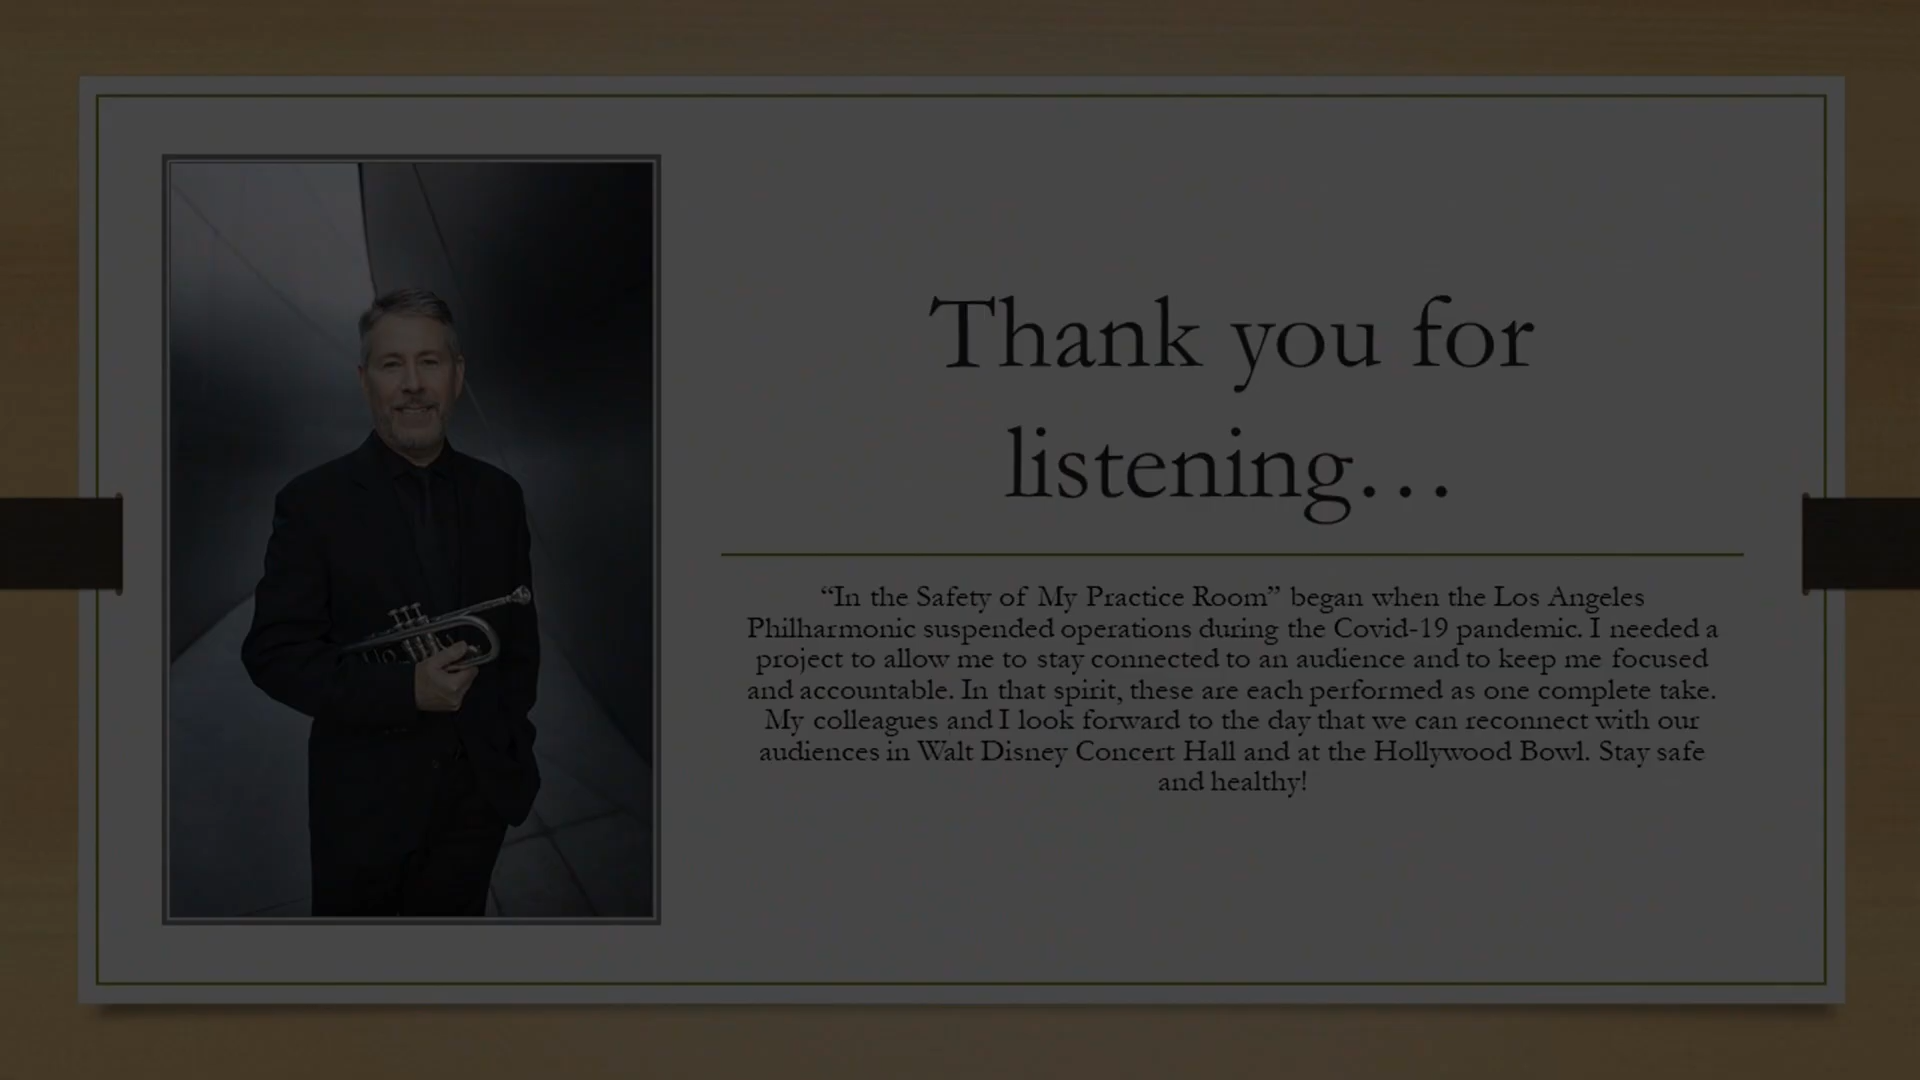 Thank you for
listening…
“In the Safety of My Practice Room” began when the Los Angeles
Philharmonic suspended operations during the Covid-19 pandemic. I needed a
project to allow me to stay connected to an audience and to keep me focused
and accountable. In that spirit, these are each performed as one complete take.
My colleagues and I look forward to the day that we can reconnect with our
audiences in Walt Disney Concert Hall and at the Hollywood Bowl. Stay safe
and healthy!